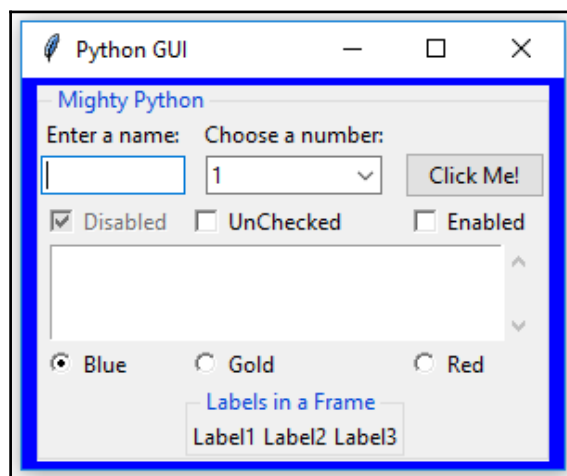 Python GUI
Mighty Python
Enter a name: Choose a number:
1 Click Me!
Disabled UnChecked Enabled
Blue Gold Red
Labels in a Frame
Label1 Label2 Label3